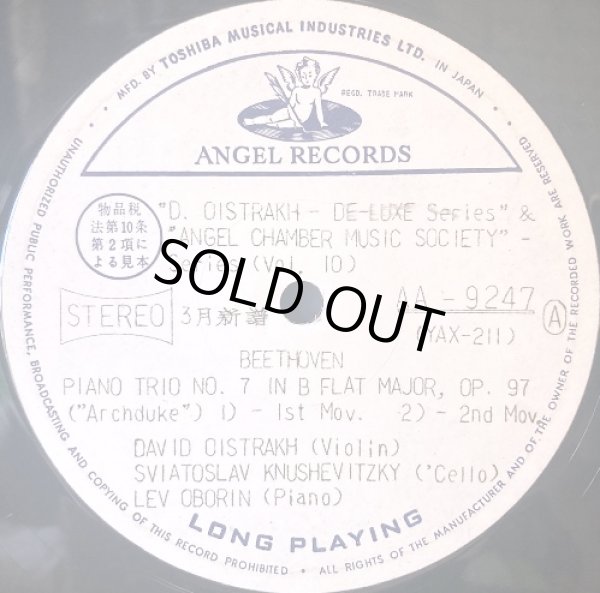 • MFD. BY TOSHIBA MUSICAL INDUSTRIES LTD. IN JAPAN •
REGD. TRADE MARK
ANGEL RECORDS
物品税
法第10条
第2項に
よる見本
"D. OISTRAKH - DE-LUXE Series" &
"ANGEL CHAMBER MUSIC SOCIETY" -
Series (Vol. 10)
SOLD OUT
STEREO
3月新譜
AA-9247
(YAX-211)
A
BEETHOVEN
PIANO TRIO NO. 7 IN B FLAT MAJOR, OP. 97
("Archduke") 1) - 1st Mov. 2) - 2nd Mov.
DAVID OISTRAKH (Violin)
SVIATOSLAV KNUSHEVITZKY ('Cello)
LEV OBORIN (Piano)
LONG PLAYING
UNAUTHORIZED PUBLIC PERFORMANCE, BROADCASTING AND COPYING OF THIS RECORD PROHIBITED • ALL RIGHTS OF THE MANUFACTURER AND OF THE OWNER OF THE RECORDED WORK ARE RESERVED